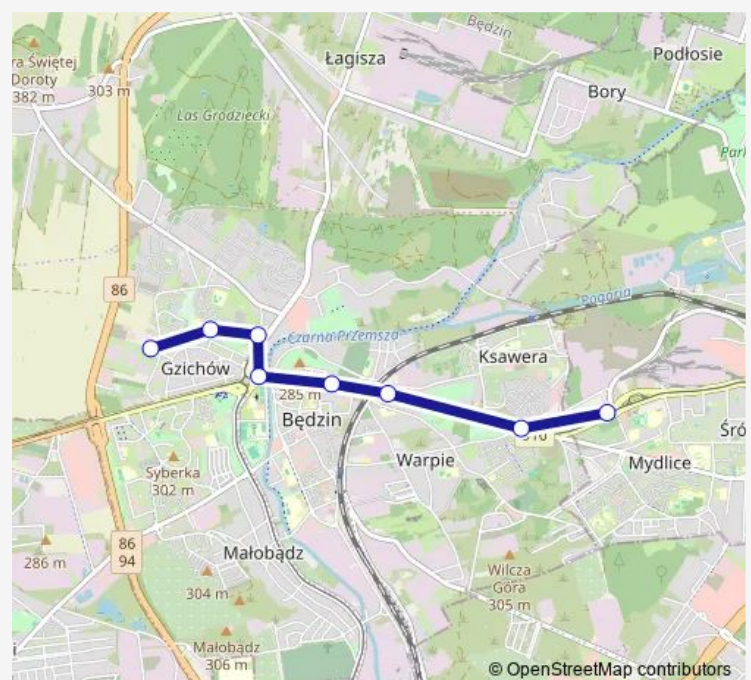 Będzin
Łagisza
Podłosie
ra Świętej
Doroty
382 m
303 m
Las Grodziecki
Bory
Park
86
Pogoria
Czarna Przemsza
Ksawera
Gzichów
285 m
Będzin
910
Śró
Warpie
Mydlice
Syberka
302 m
86
94
286 m
Małobądz
304 m
Wilcza
Góra
305 m
Małobądz
306 m
i
© OpenStreetMap contributors